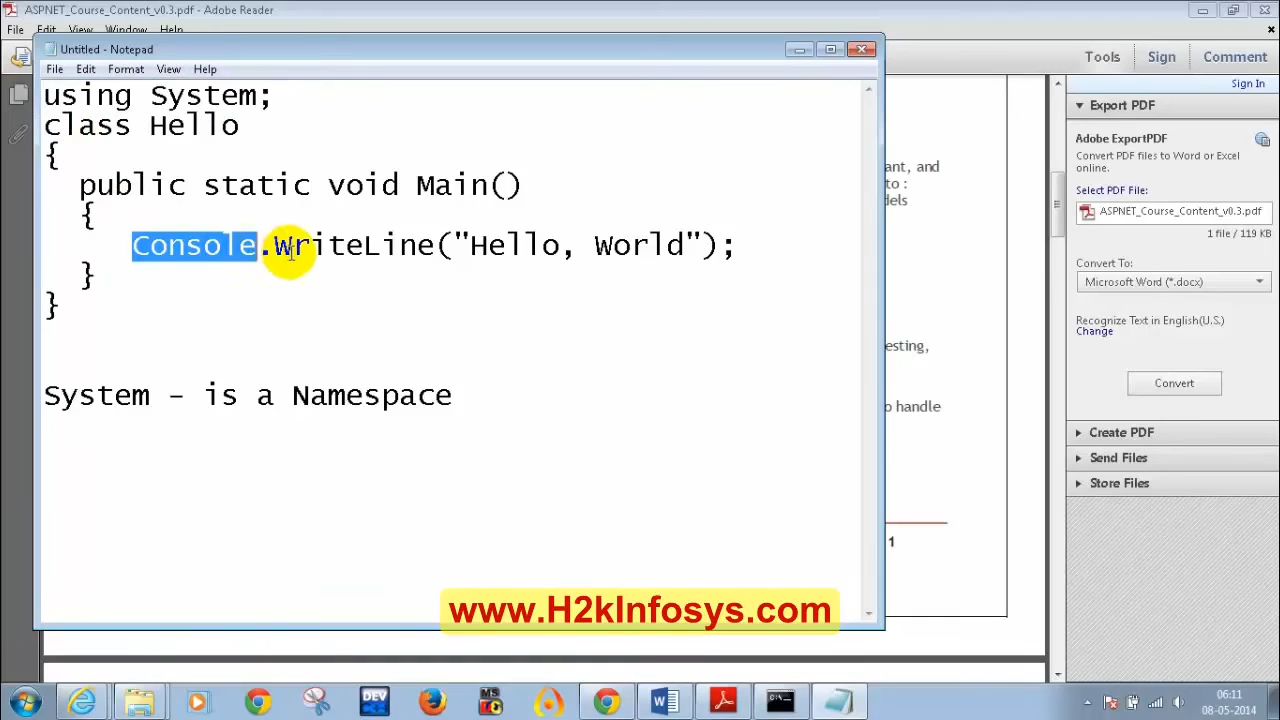 ASPNET_Course_Content_v0.3.pdf - Adobe Reader
File Edit View Window Help
Untitled - Notepad
File Edit Format View Help
using System;
class Hello
{
public static void Main()
{
Console.WriteLine("Hello, World");
}
}
System - is a Namespace
ant, and
to :
dels
esting,
o handle
1
Tools Sign Comment
Sign In
Export PDF
Adobe ExportPDF
Convert PDF files to Word or Excel
online.
Select PDF File:
ASPNET_Course_Content_v0.3.pdf
1 file / 119 KB
Convert To:
Microsoft Word (*.docx)
Recognize Text in English(U.S.)
Change
Convert
Create PDF
Send Files
Store Files
www.H2kInfosys.com
DEV
MS
C:\
W
06:11
08-05-2014